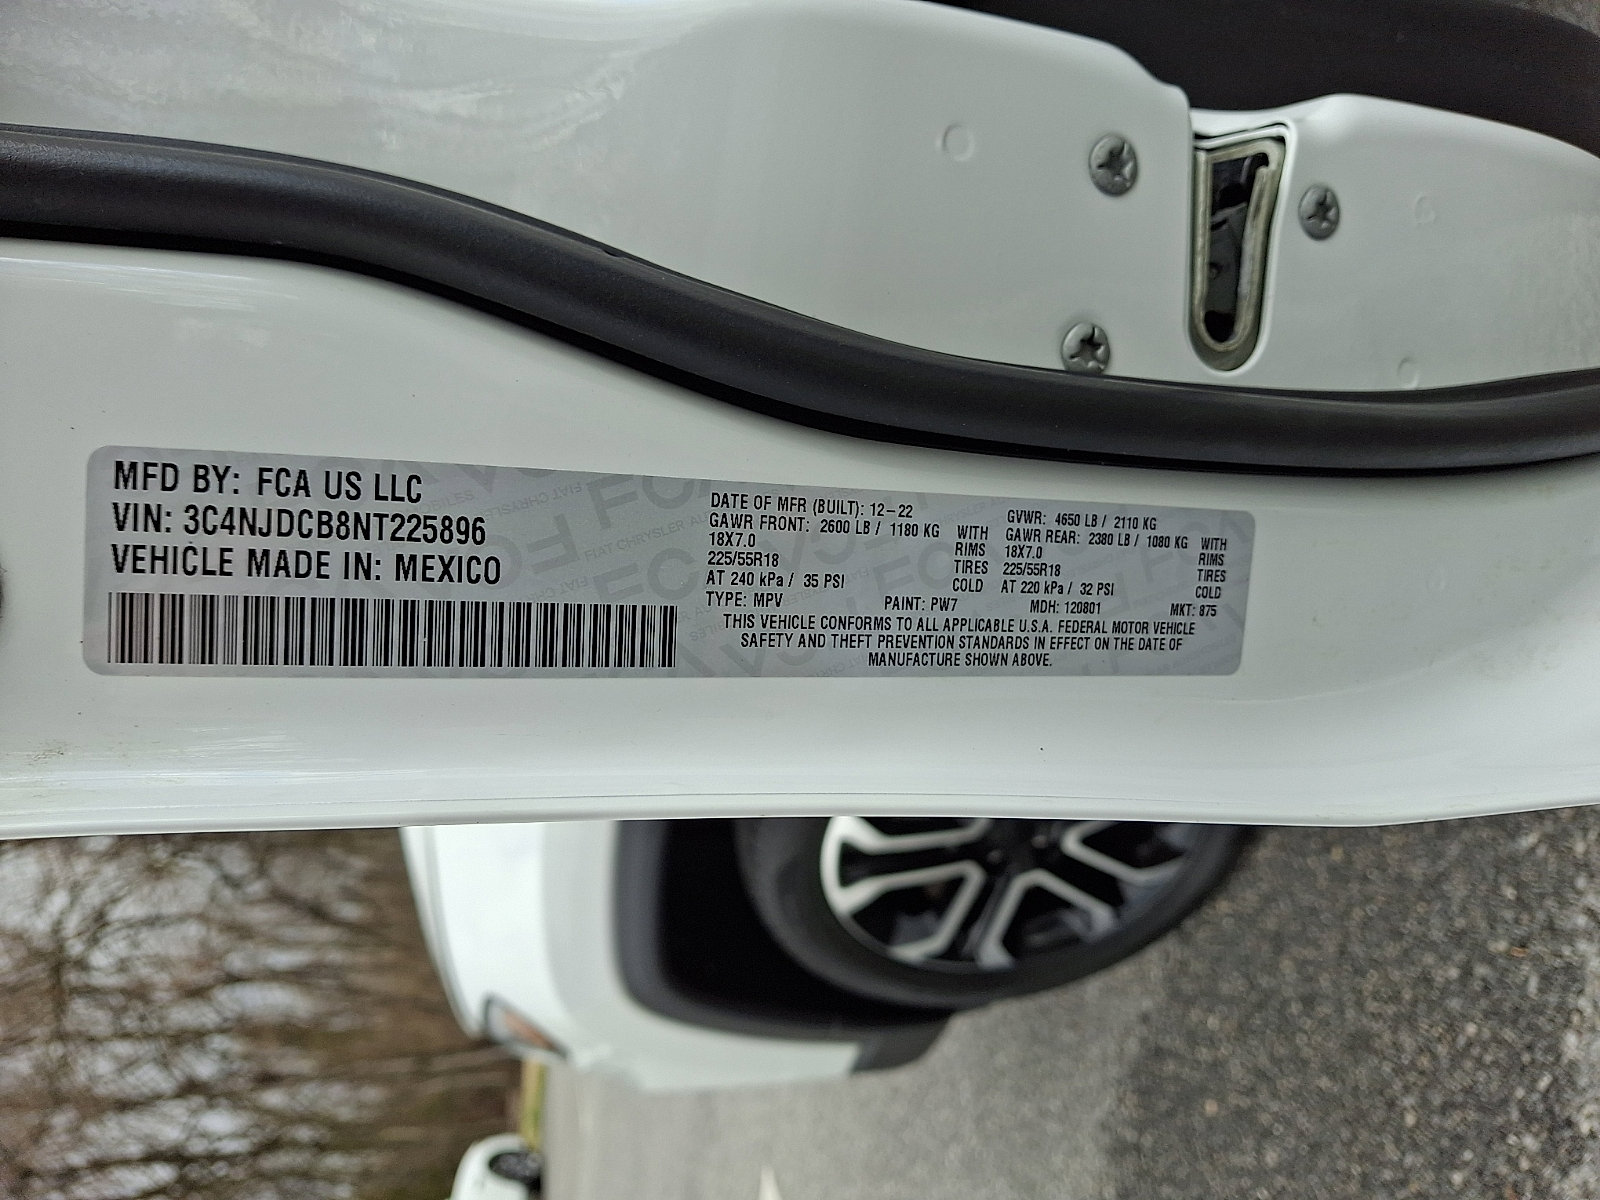 MFD BY: FCA US LLC
VIN: 3C4NJDCB8NT225896
VEHICLE MADE IN: MEXICO
DATE OF MFR (BUILT): 12-22
GAWR FRONT: 2600 LB / 1180 KG WITH
18X7.0 RIMS
225/55R18 TIRES
AT 240 kPa / 35 PSI COLD
GVWR: 4650 LB / 2110 KG
GAWR REAR: 2380 LB / 1080 KG WITH
18X7.0 RIMS
225/55R18 TIRES
AT 220 kPa / 32 PSI COLD
TYPE: MPV PAINT: PW7 MDH: 120801 MKT: 875
THIS VEHICLE CONFORMS TO ALL APPLICABLE U.S.A. FEDERAL MOTOR VEHICLE
SAFETY AND THEFT PREVENTION STANDARDS IN EFFECT ON THE DATE OF
MANUFACTURE SHOWN ABOVE.